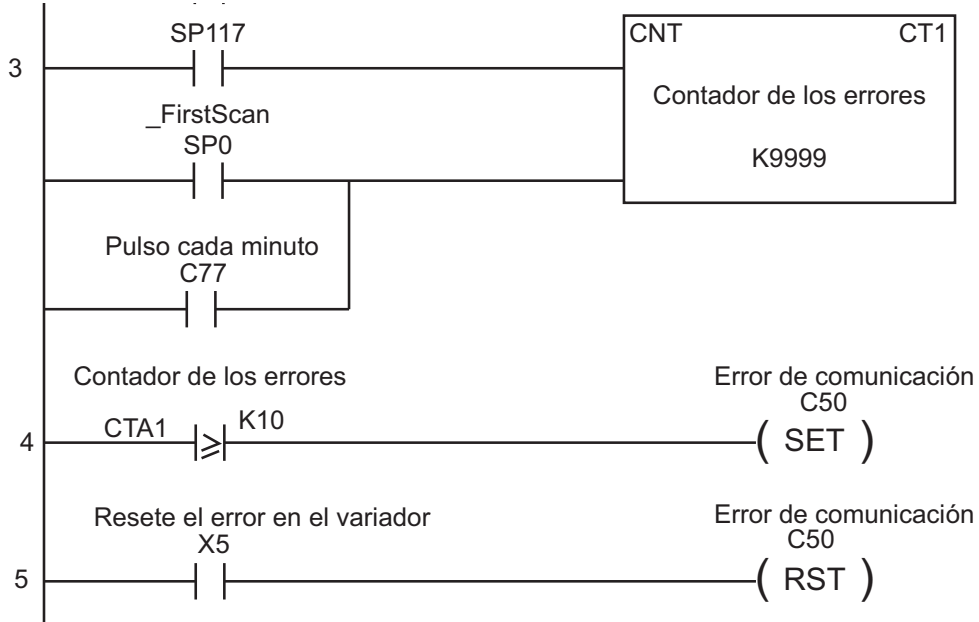 SP117
CNT CT1
3
Contador de los errores
_FirstScan
SP0
K9999
Pulso cada minuto
C77
Contador de los errores
Error de comunicación
C50
4
CTA1 ≥ K10
( SET )
Resete el error en el variador
Error de comunicación
X5
C50
5
( RST )